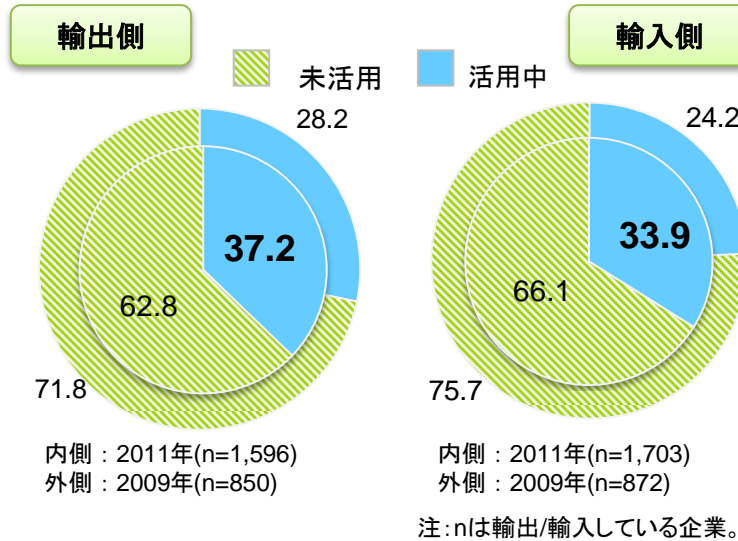 輸出側
輸入側
未活用
活用中
28.2
24.2
37.2
33.9
62.8
66.1
71.8
75.7
内側：2011年(n=1,596)
外側：2009年(n=850)
内側：2011年(n=1,703)
外側：2009年(n=872)
注：nは輸出/輸入している企業。